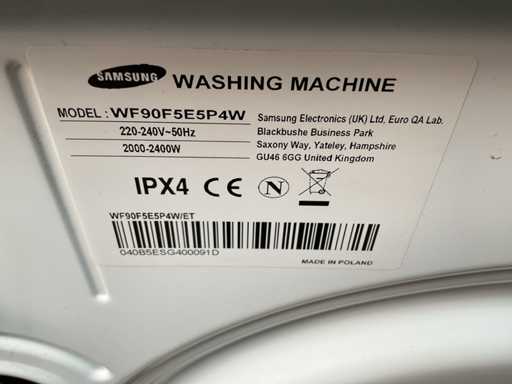 SAMSUNG WASHING MACHINE
MODEL : WF90F5E5P4W
220-240V~50Hz
2000-2400W
Samsung Electronics (UK) Ltd, Euro QA Lab.
Blackbushe Business Park
Saxony Way, Yateley, Hampshire
GU46 6GG United Kingdom
IPX4 CE N
WF90F5E5P4W/ET
040B5ESG400091D
MADE IN POLAND